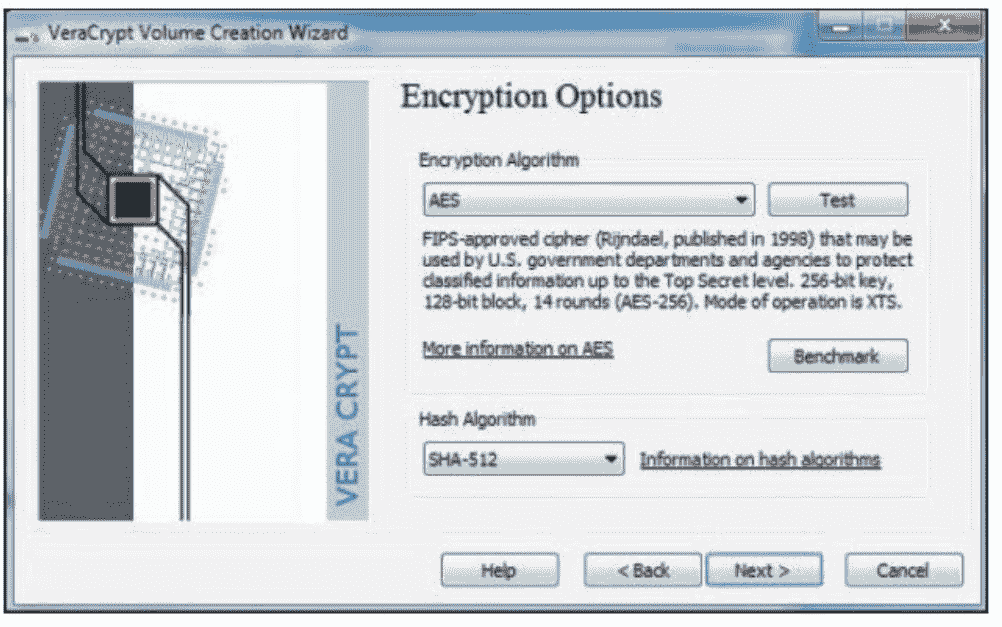 VeraCrypt Volume Creation Wizard
VERA CRYPT
Encryption Options
Encryption Algorithm
AES
Test
FIPS-approved cipher (Rijndael, published in 1998) that may be
used by U.S. government departments and agencies to protect
classified information up to the Top Secret level. 256-bit key,
128-bit block, 14 rounds (AES-256). Mode of operation is XTS.
More information on AES
Benchmark
Hash Algorithm
SHA-512
Information on hash algorithms
Help
< Back
Next >
Cancel